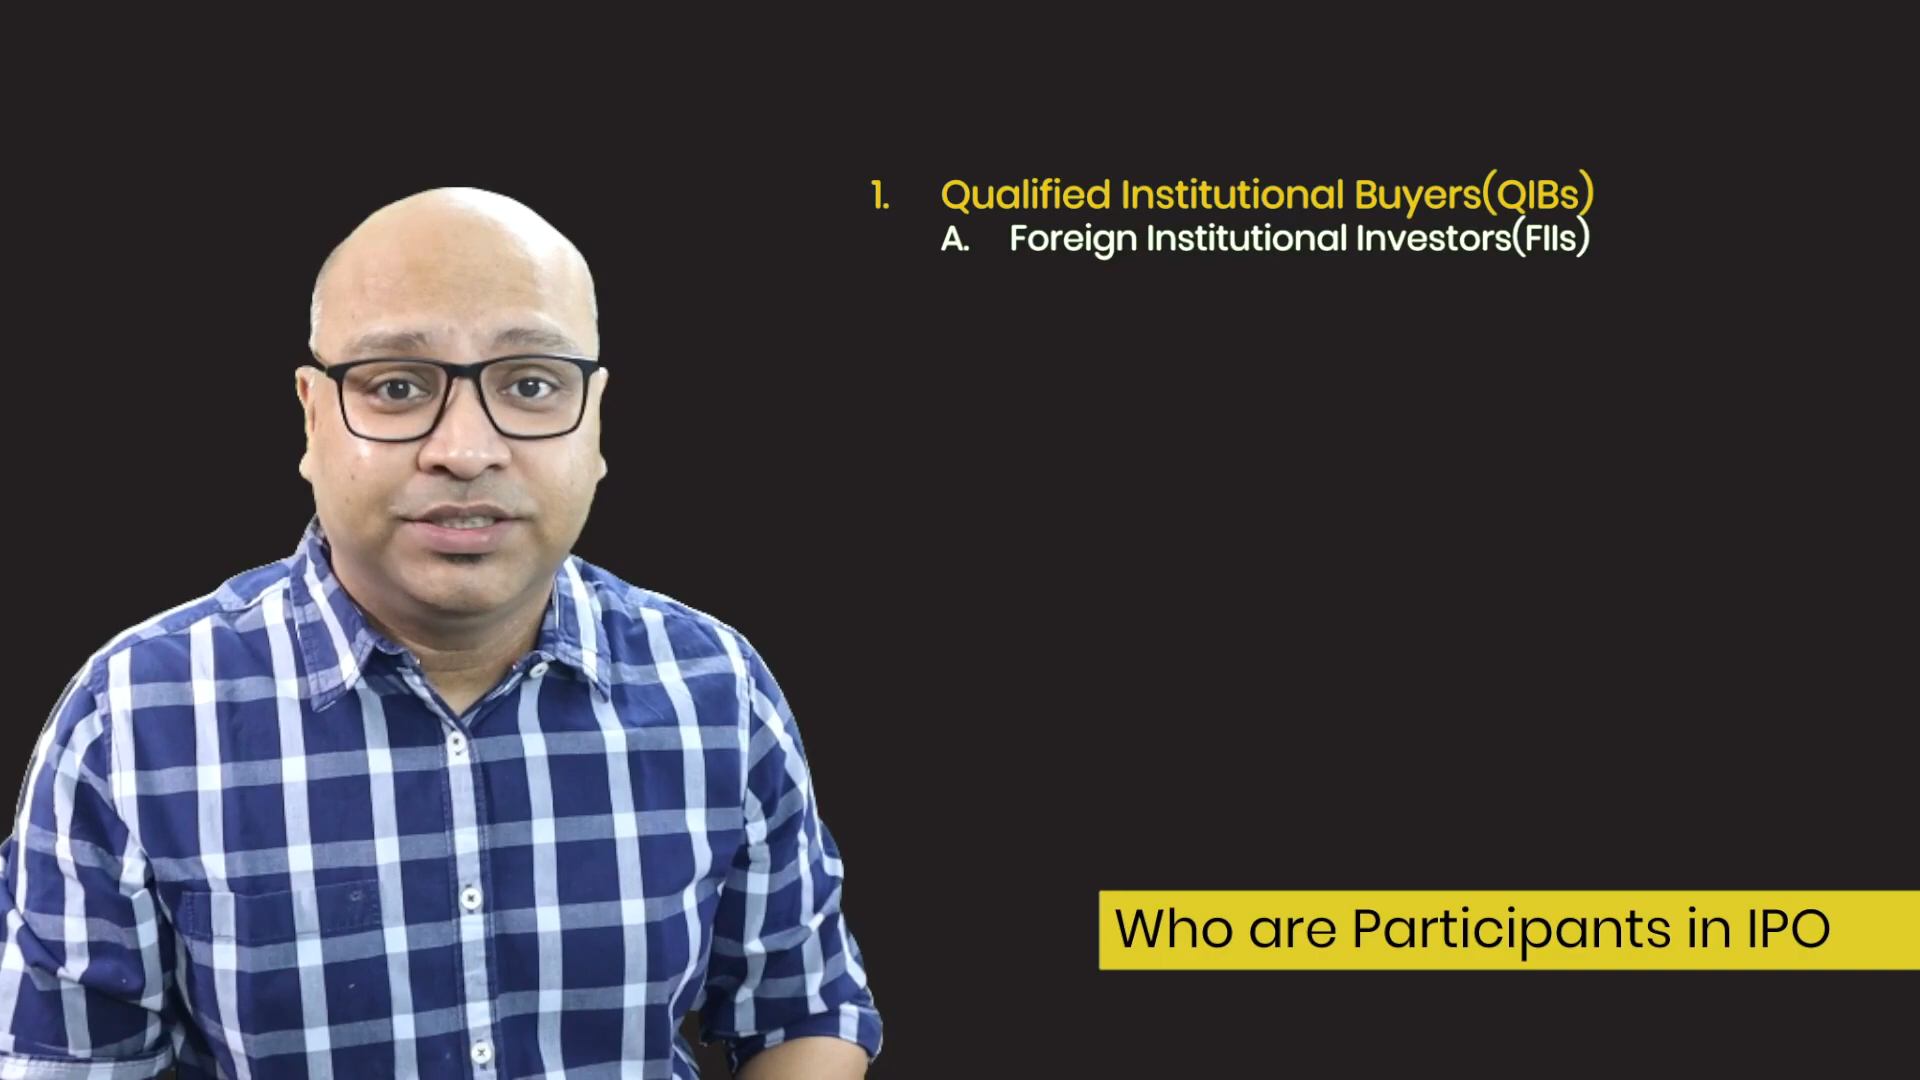 1. Qualified Institutional Buyers(QIBs)
A. Foreign Institutional Investors(FIIs)
Who are Participants in IPO